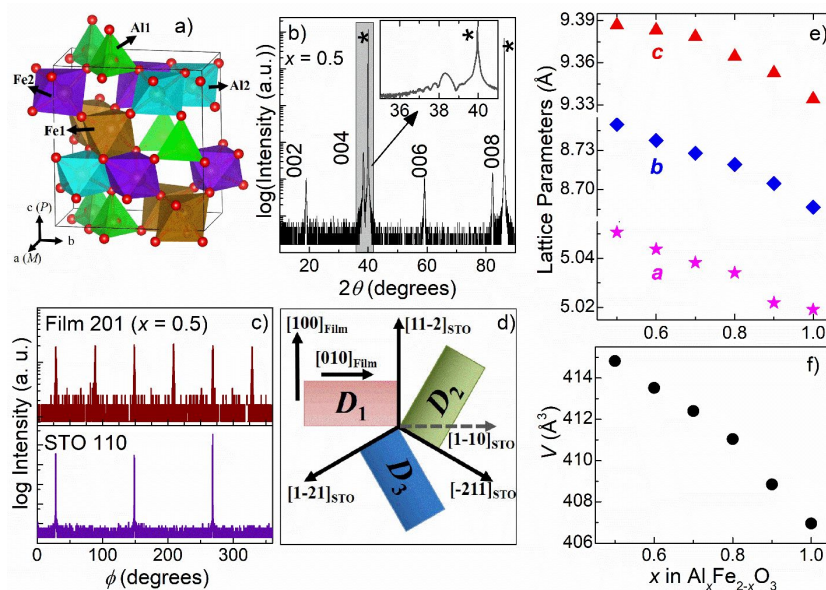 a)
Al1
Fe2
Al2
Fe1
c (P)
b
a (M)
b)
x = 0.5
*
*
*
36 38 40
002
004
006
008
log(Intensity (a.u.))
20 40 60 80
2θ (degrees)
c)
Film 201 (x = 0.5)
STO 110
log Intensity (a. u.)
0 100 200 300
ϕ (degrees)
d)
[100]Film
[010]Film
[11-2]STO
D1
D2
D3
[1-10]STO
[1-21]STO
[-211]STO
e)
9.39
9.36
9.33
8.73
8.70
5.04
5.02
c
b
a
Lattice Parameters (Å)
0.6 0.8 1.0
f)
414
412
410
408
406
V (Å³)
0.6 0.8 1.0
x in AlxFe2-xO3